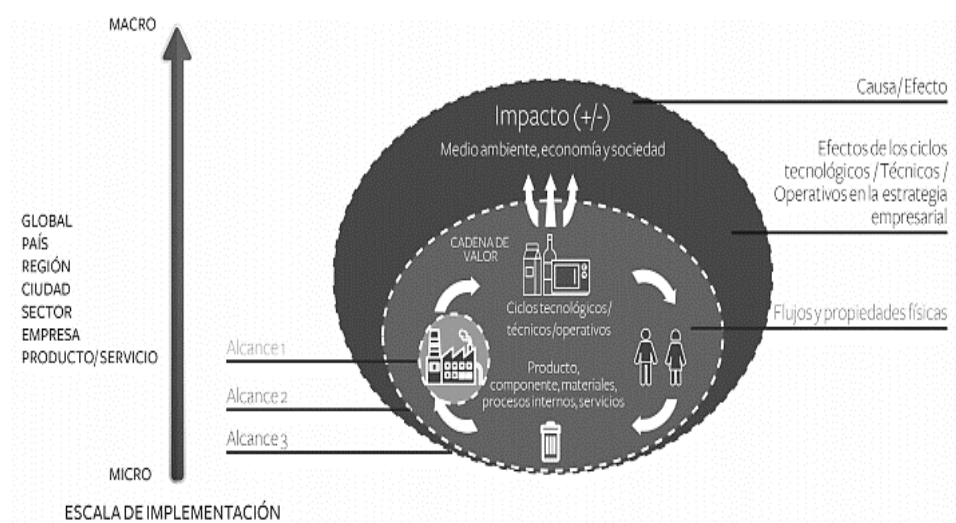 MACRO
GLOBAL
PAÍS
REGIÓN
CIUDAD
SECTOR
EMPRESA
PRODUCTO/SERVICIO
MICRO
ESCALA DE IMPLEMENTACIÓN
Alcance 1
Alcance 2
Alcance 3
Impacto (+/-)
Medio ambiente, economía y sociedad
CADENA DE
VALOR
Ciclos tecnológicos/
técnicos/operativos
Producto,
componente, materiales,
procesos internos, servicios
Causa/Efecto
Efectos de los ciclos
tecnológicos /Técnicos /
Operativos en la estrategia
empresarial
Flujos y propiedades físicas